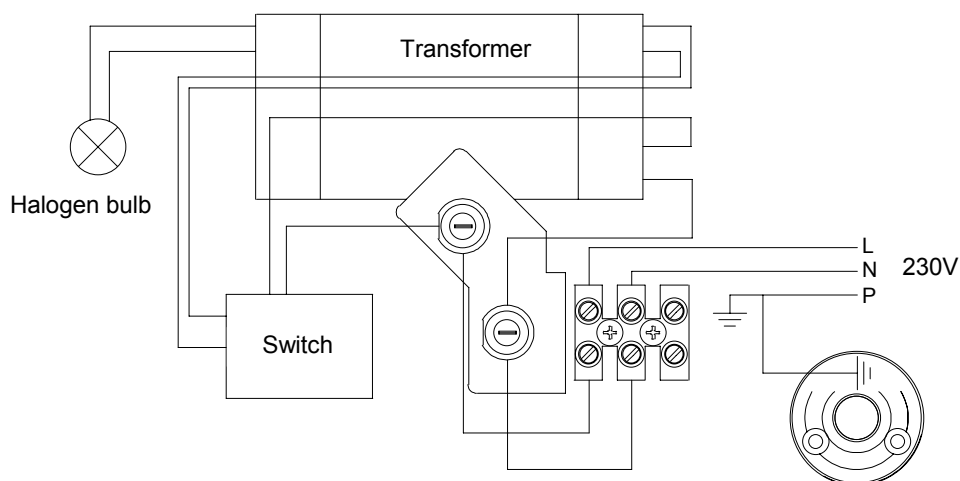 Transformer
Halogen bulb
L
N 230V
P
Switch